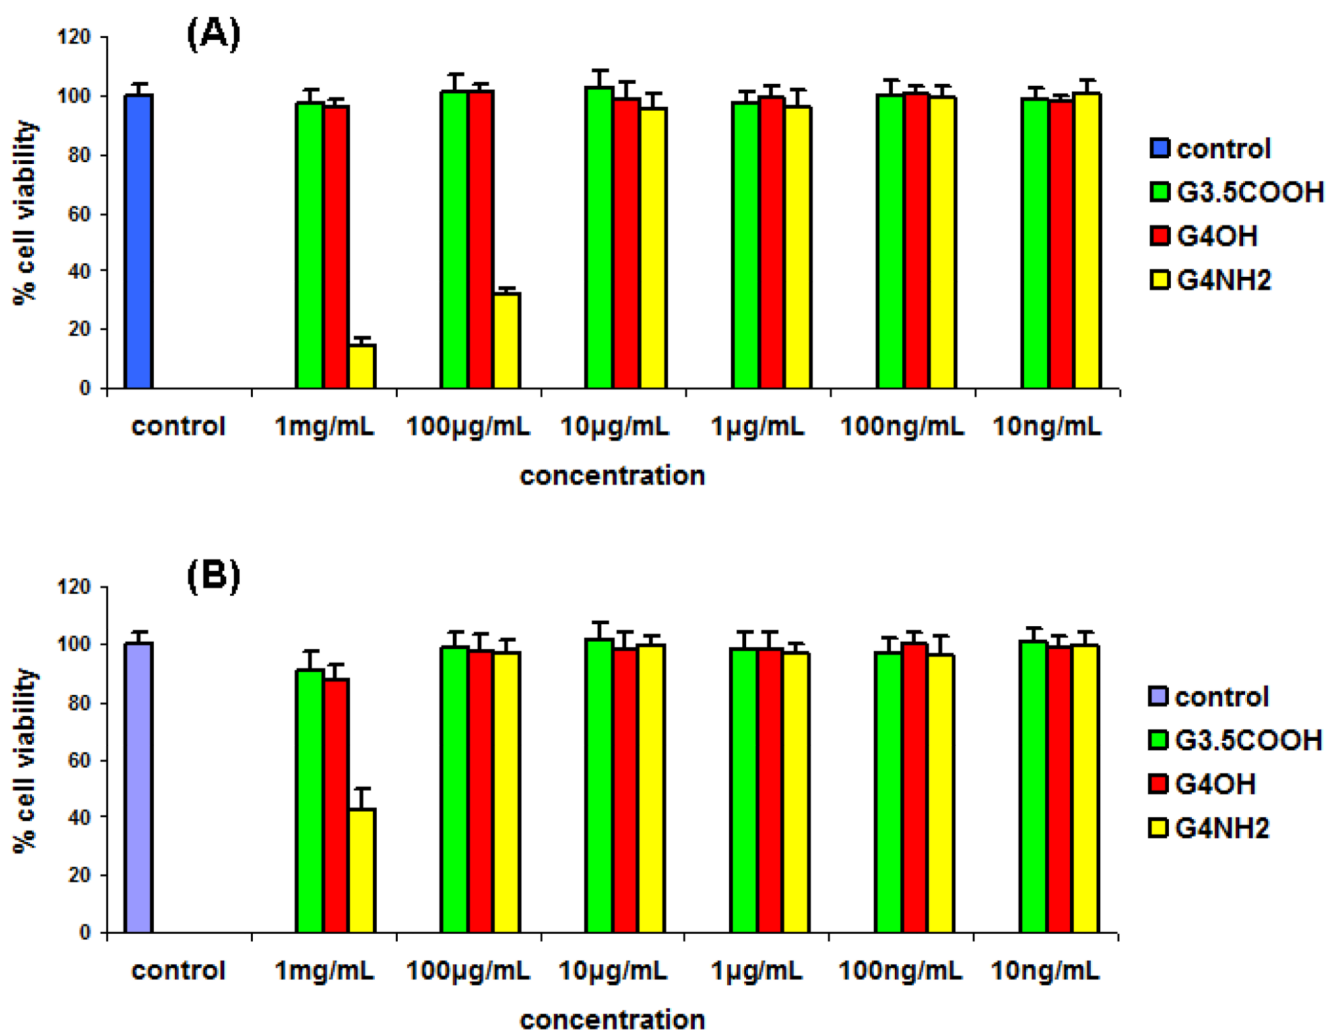 (A)
120
100
80
60
40
20
0
% cell viability
control 1mg/mL 100µg/mL 10µg/mL 1µg/mL 100ng/mL 10ng/mL
concentration
control
G3.5COOH
G4OH
G4NH2
(B)
120
100
80
60
40
20
0
% cell viability
control 1mg/mL 100µg/mL 10µg/mL 1µg/mL 100ng/mL 10ng/mL
concentration
control
G3.5COOH
G4OH
G4NH2